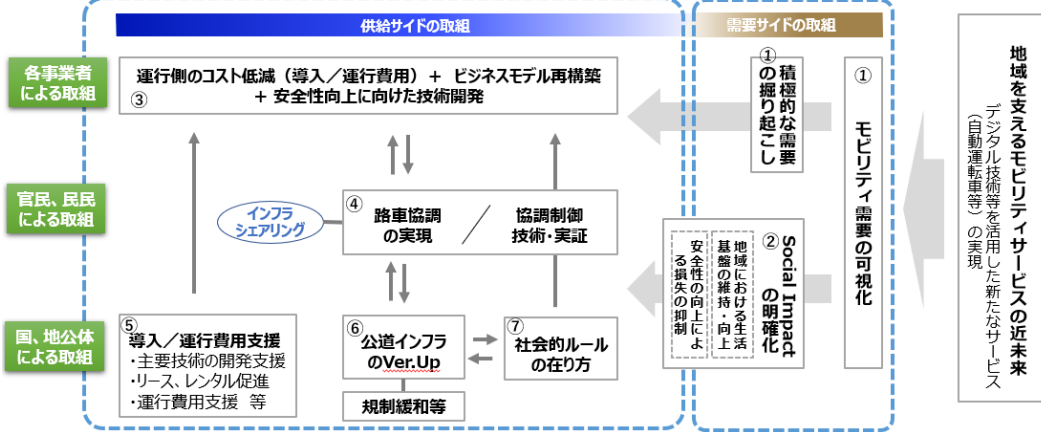 供給サイドの取組
需要サイドの取組
各事業者
による取組
運行側のコスト低減（導入／運行費用）＋ ビジネスモデル再構築
③ ＋ 安全性向上に向けた技術開発
①積極的な需要
の掘り起こし
① モビリティ需要の可視化
地域を支えるモビリティサービスの近未来
デジタル技術等を活用した新たなサービス
（自動運転車等）の実現
官民、民民
による取組
インフラ
シェアリング
④ 路車協調
の実現
／
協調制御
技術・実証
② Social Impact
の明確化
地域における生活
基盤の維持・向上
安全性の向上によ
る損失の抑制
国、地公体
による取組
⑤
導入／運行費用支援
・主要技術の開発支援
・リース、レンタル促進
・運行費用支援 等
⑥ 公道インフラ
のVer.Up
規制緩和等
⑦ 社会的ルール
の在り方